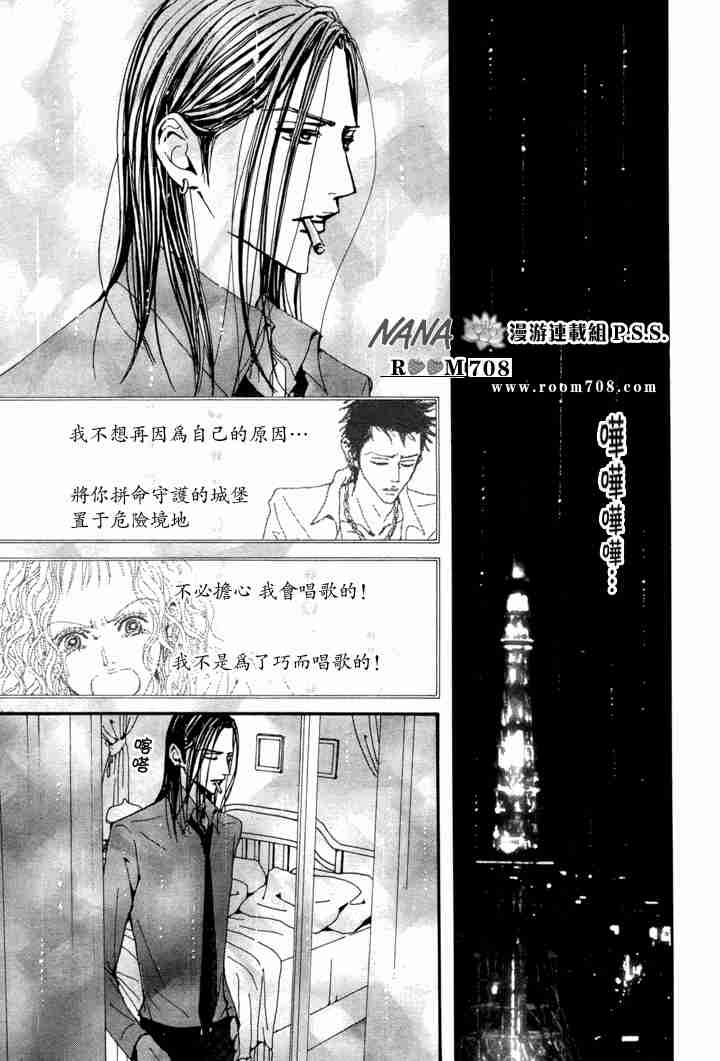 NANA 漫游連載組 P.S.S.
ROOM708
www.room708.com
嘩嘩嘩嘩…
我不想再因爲自己的原因…
將你拼命守護的城堡
置于危險境地
不必擔心 我會唱歌的!
我不是爲了巧而唱歌的!
喀嗒